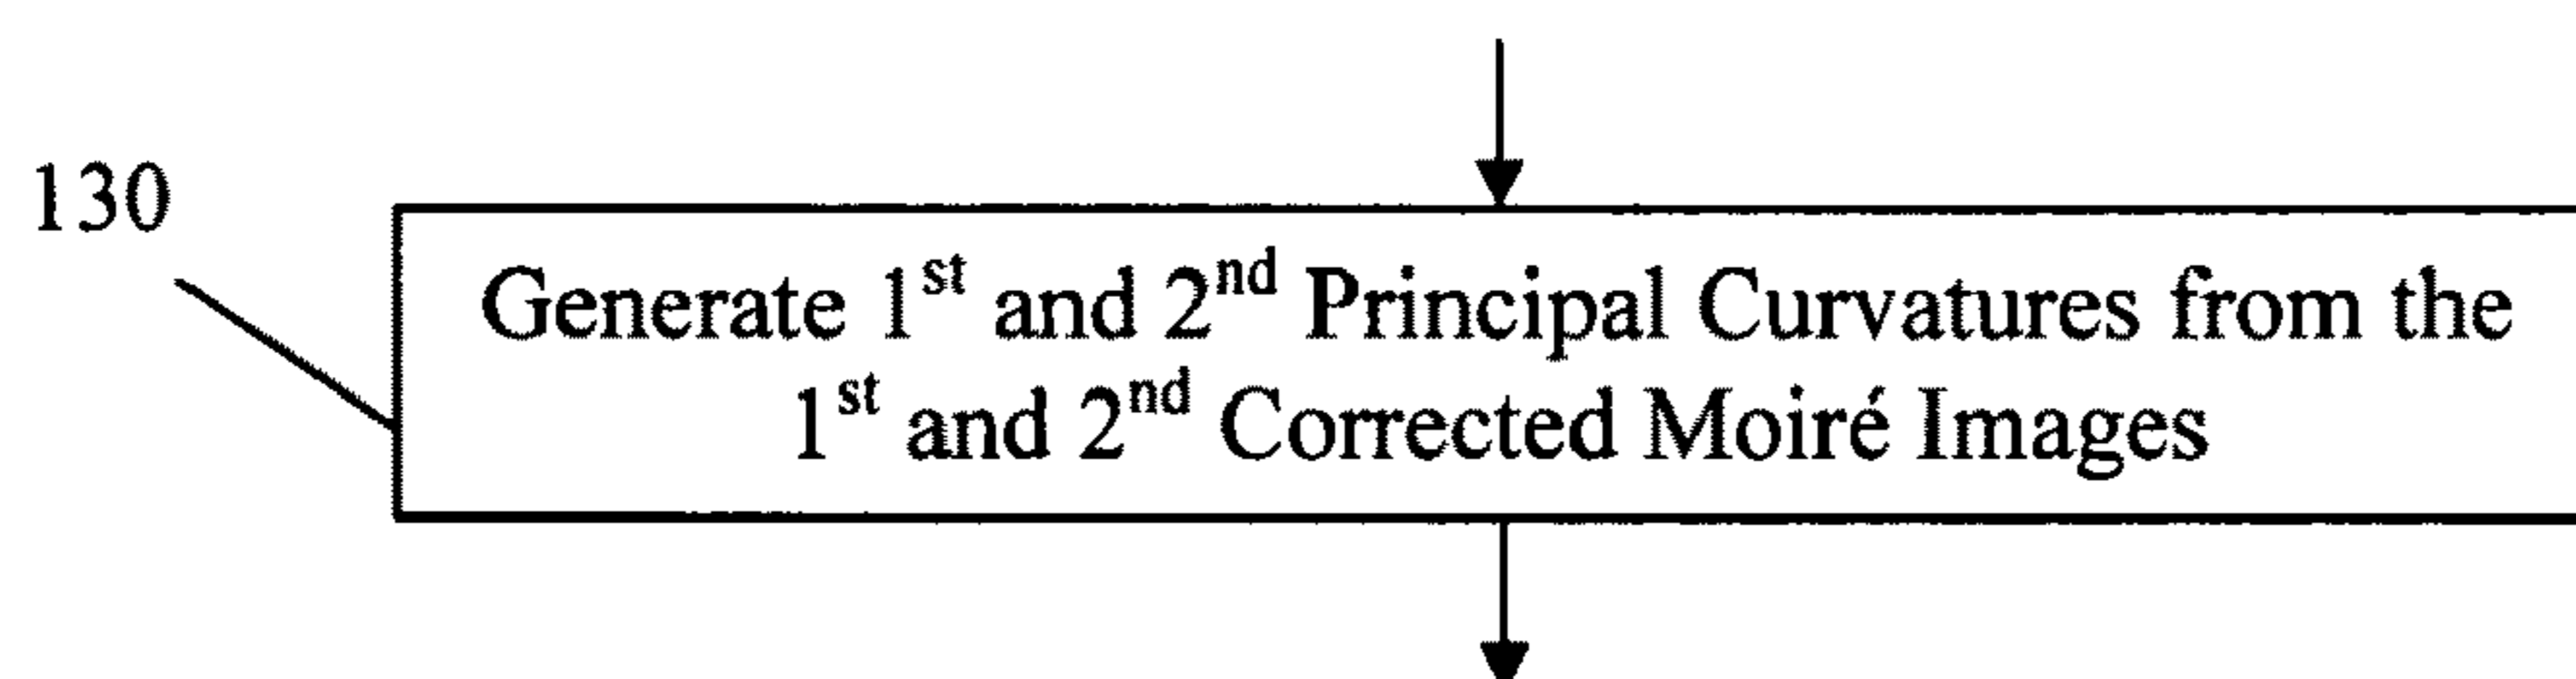 130
Generate 1st and 2nd Principal Curvatures from the
1st and 2nd Corrected Moiré Images